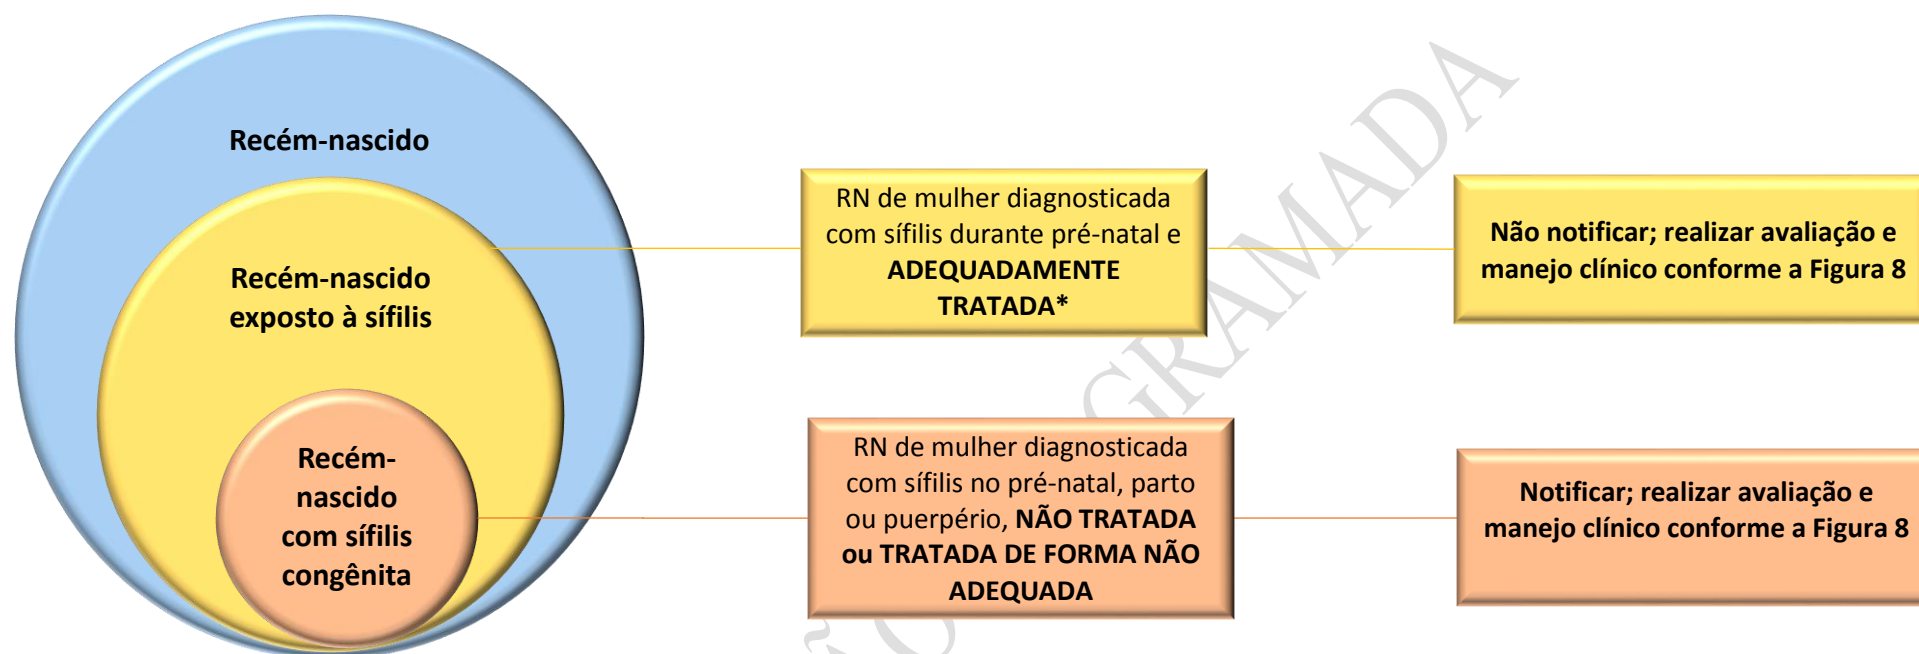 Recém-nascido
Recém-nascido
exposto à sífilis
Recém-
nascido
com sífilis
congênita
RN de mulher diagnosticada
com sífilis durante pré-natal e
ADEQUADAMENTE
TRATADA*
Não notificar; realizar avaliação e
manejo clínico conforme a Figura 8
RN de mulher diagnosticada
com sífilis no pré-natal, parto
ou puerpério, NÃO TRATADA
ou TRATADA DE FORMA NÃO
ADEQUADA
Notificar; realizar avaliação e
manejo clínico conforme a Figura 8
ÃO GRAMADA